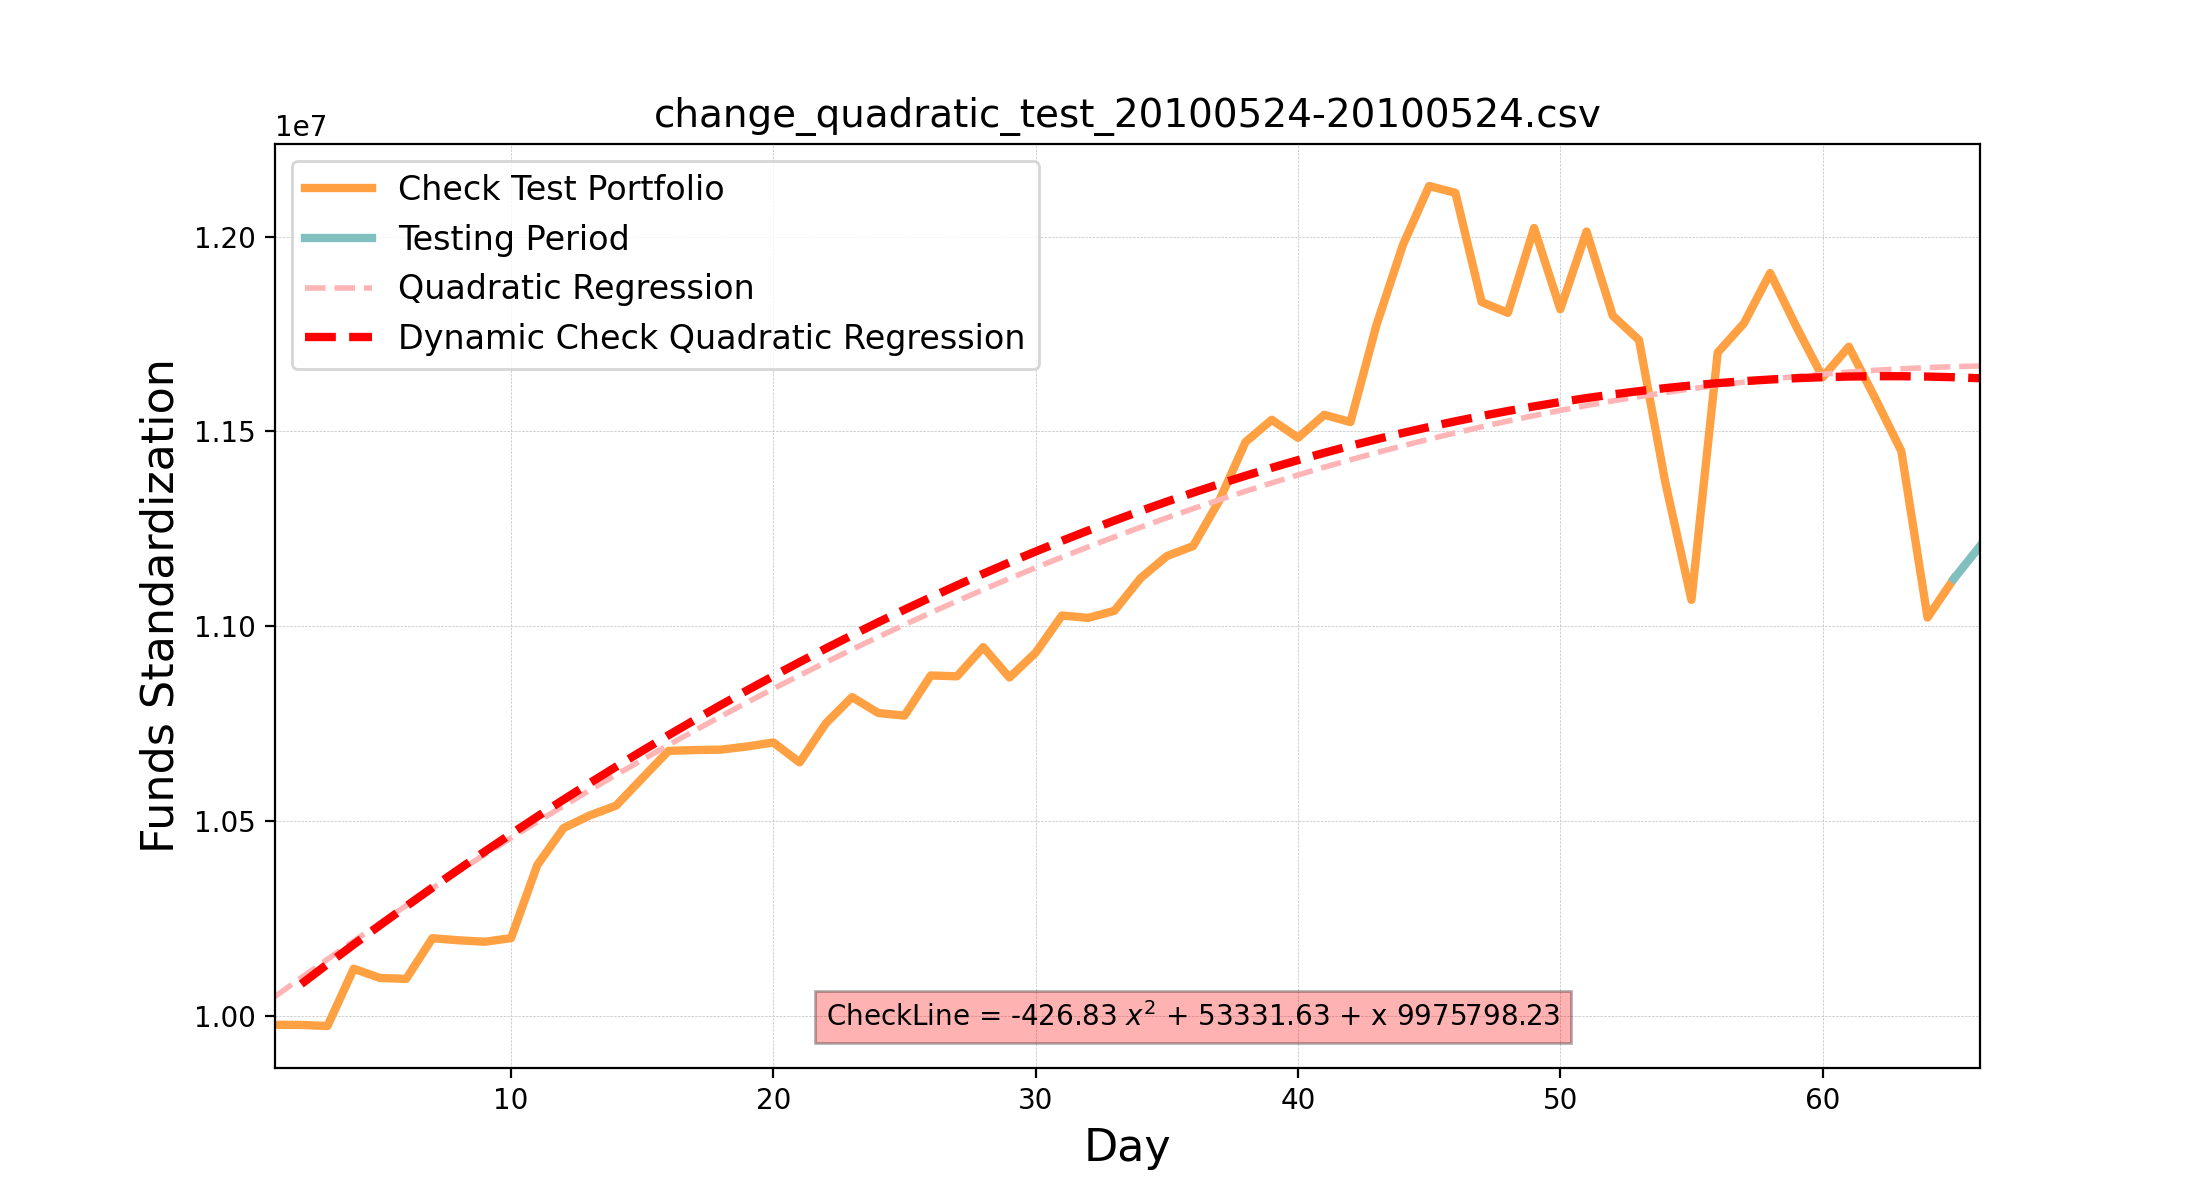 change_quadratic_test_20100524-20100524.csv
1e7
Check Test Portfolio
Testing Period
Quadratic Regression
Dynamic Check Quadratic Regression
1.20
1.15
1.10
1.05
1.00
Funds Standardization
CheckLine = -426.83 x² + 53331.63 + x 9975798.23
10 20 30 40 50 60
Day